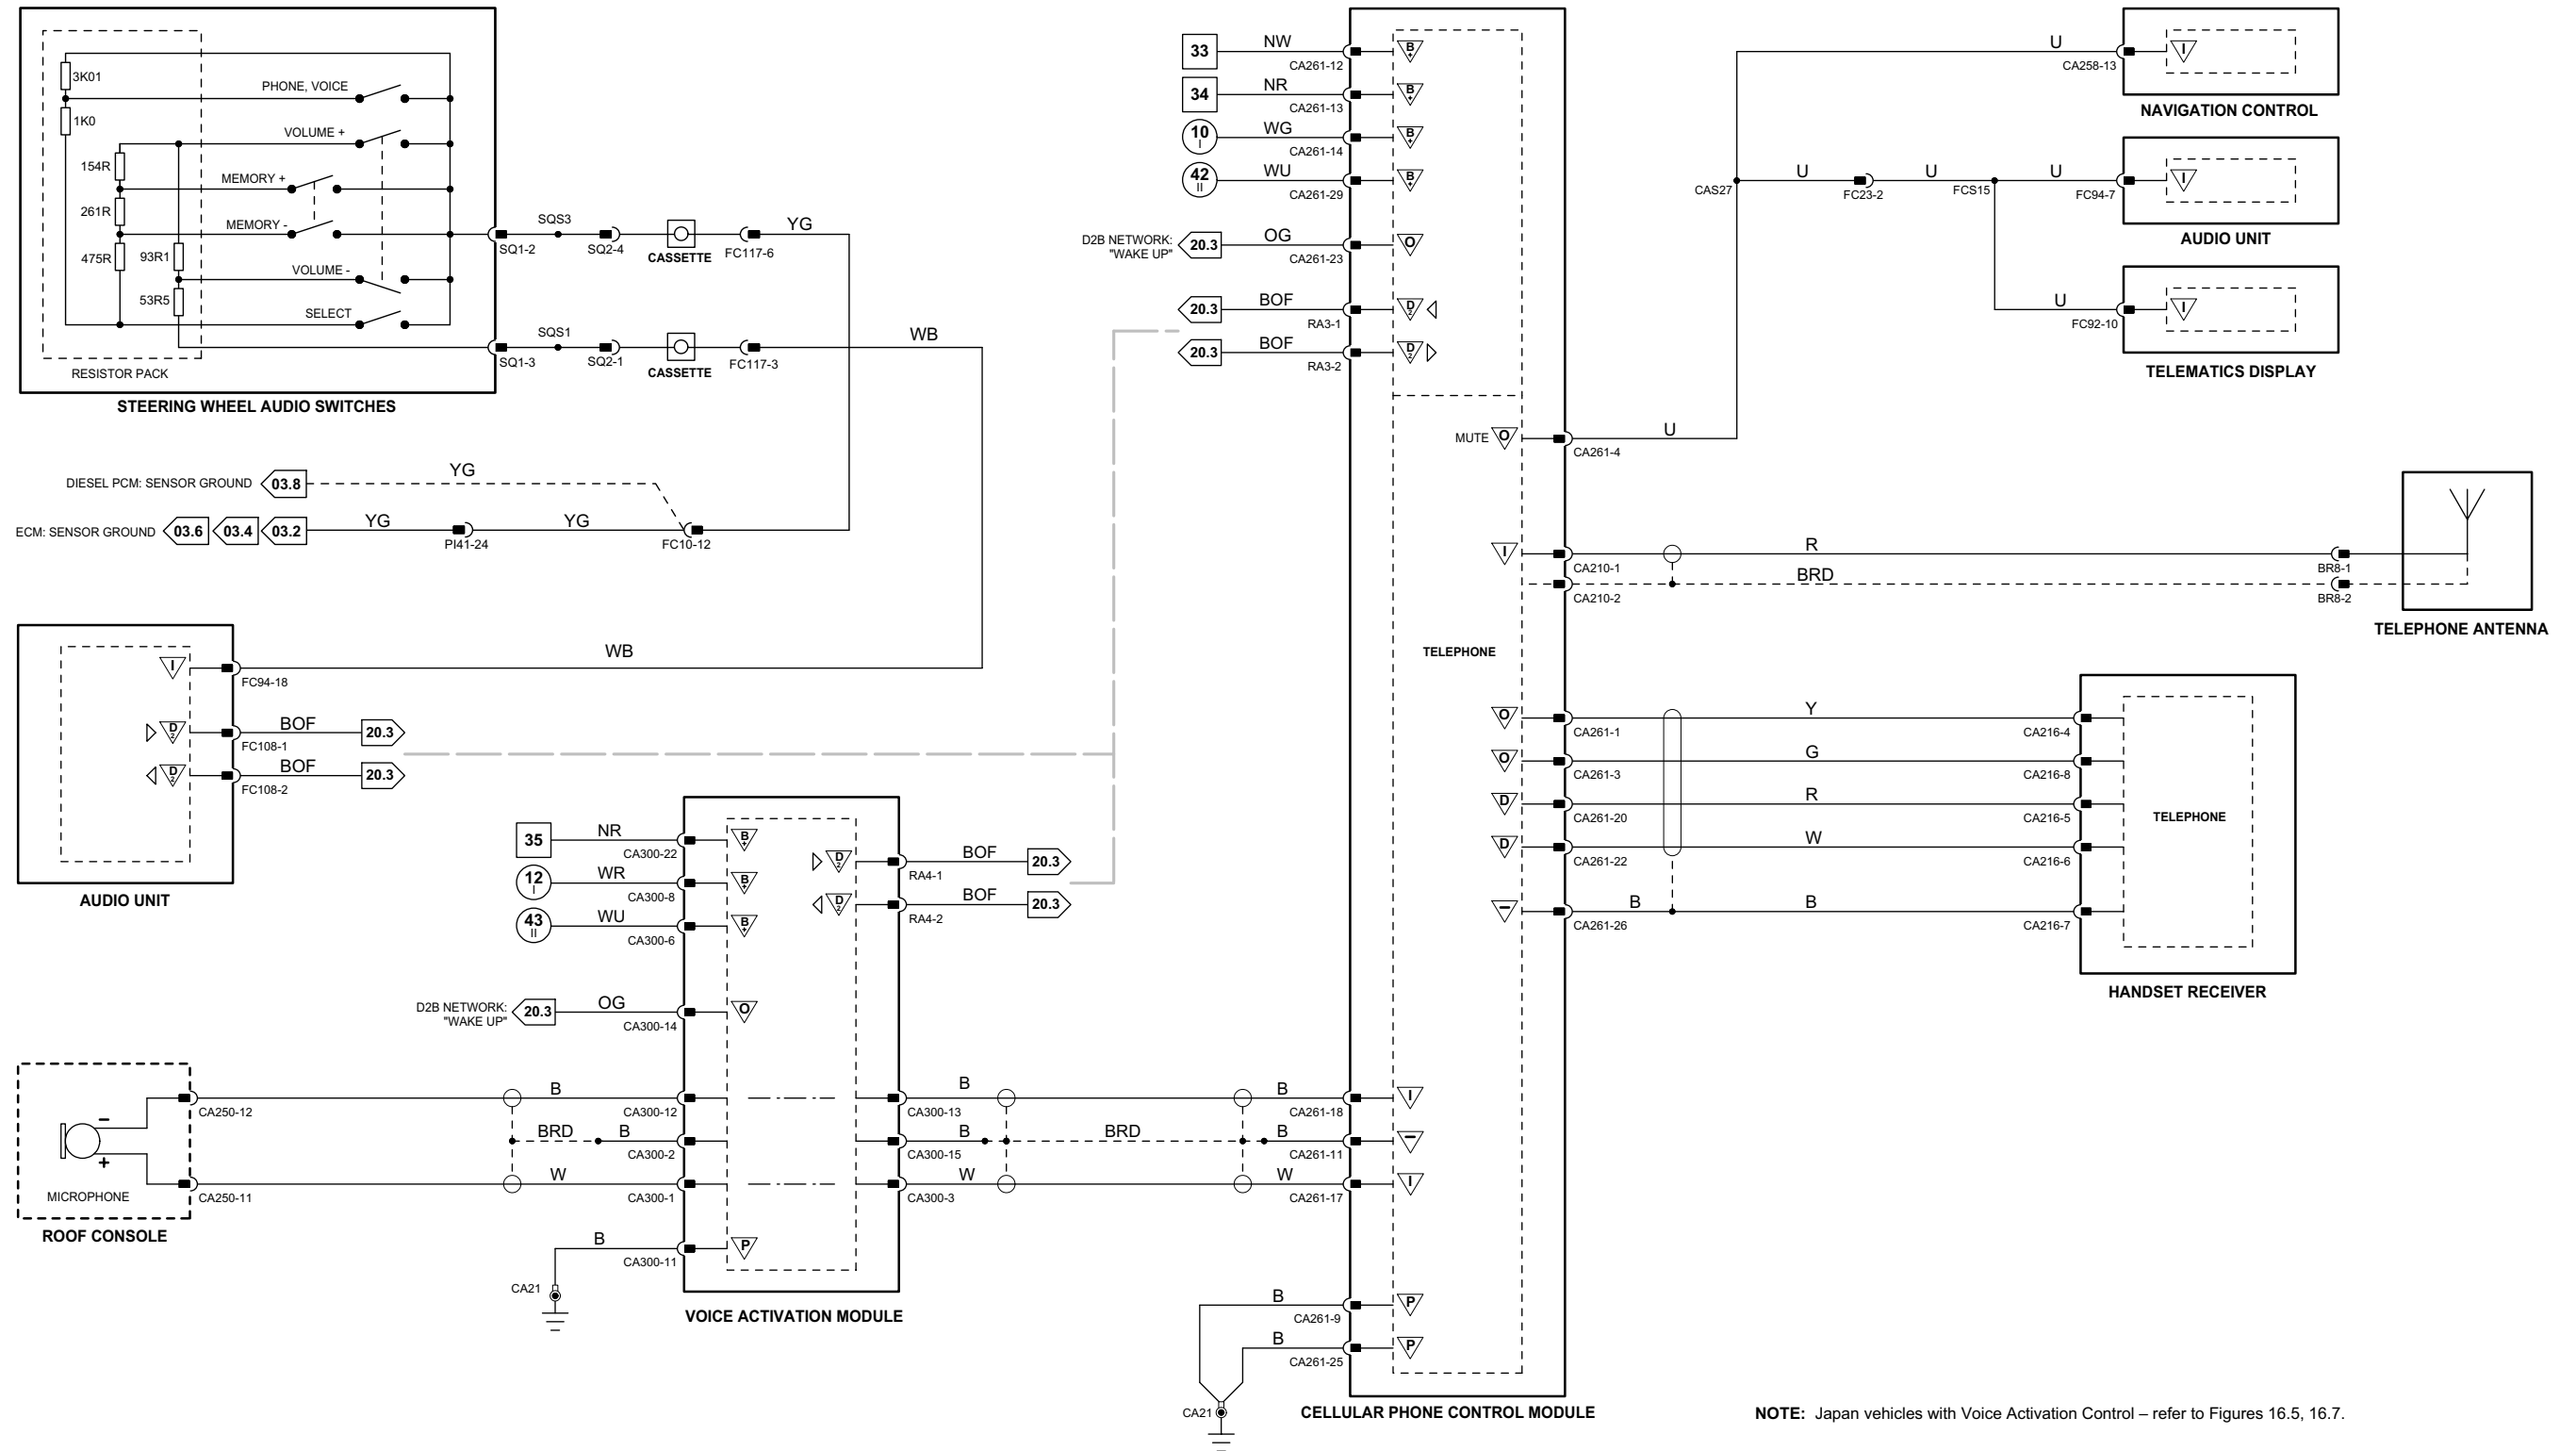 3K01
PHONE, VOICE
1K0
VOLUME +
154R
MEMORY +
261R
MEMORY -
475R
93R1
VOLUME -
53R5
SELECT
RESISTOR PACK
STEERING WHEEL AUDIO SWITCHES
SQ1-2
SQS3
SQ2-4
CASSETTE
FC117-6
YG
SQ1-3
SQS1
SQ2-1
CASSETTE
FC117-3
WB
DIESEL PCM: SENSOR GROUND
03.8
YG
ECM: SENSOR GROUND
03.6
03.4
03.2
YG
PI41-24
YG
FC10-12
I
FC94-18
WB
D2
FC108-1
BOF
20.3
D2
FC108-2
BOF
20.3
AUDIO UNIT
35
NR
CA300-22
B+
12
I
WR
CA300-8
B+
43
II
WU
CA300-6
B+
D2
RA4-1
BOF
20.3
D2
RA4-2
BOF
20.3
D2B NETWORK:
"WAKE UP"
20.3
OG
CA300-14
O
–
+
MICROPHONE
ROOF CONSOLE
CA250-12
B
CA300-12
BRD
B
CA300-2
CA250-11
W
CA300-1
B
CA300-11
P
CA21
VOICE ACTIVATION MODULE
CA300-13
B
B
CA261-18
I
CA300-15
B
BRD
B
CA261-11
–
CA300-3
W
W
CA261-17
I
33
NW
CA261-12
B+
34
NR
CA261-13
B+
10
I
WG
CA261-14
B+
42
II
WU
CA261-29
B+
D2B NETWORK:
"WAKE UP"
20.3
OG
CA261-23
O
20.3
BOF
RA3-1
D2
20.3
BOF
RA3-2
D2
B
CA261-9
P
B
CA261-25
P
CA21
TELEPHONE
CELLULAR PHONE CONTROL MODULE
MUTE
O
CA261-4
U
CAS27
U
CA258-13
I
NAVIGATION CONTROL
U
FC23-2
U
FCS15
U
FC94-7
I
AUDIO UNIT
U
FC92-10
I
TELEMATICS DISPLAY
I
CA210-1
R
BR8-1
CA210-2
BRD
BR8-2
TELEPHONE ANTENNA
O
CA261-1
Y
CA216-4
O
CA261-3
G
CA216-8
D
CA261-20
R
CA216-5
D
CA261-22
W
CA216-6
–
CA261-26
B
B
CA216-7
TELEPHONE
HANDSET RECEIVER
NOTE: Japan vehicles with Voice Activation Control – refer to Figures 16.5, 16.7.